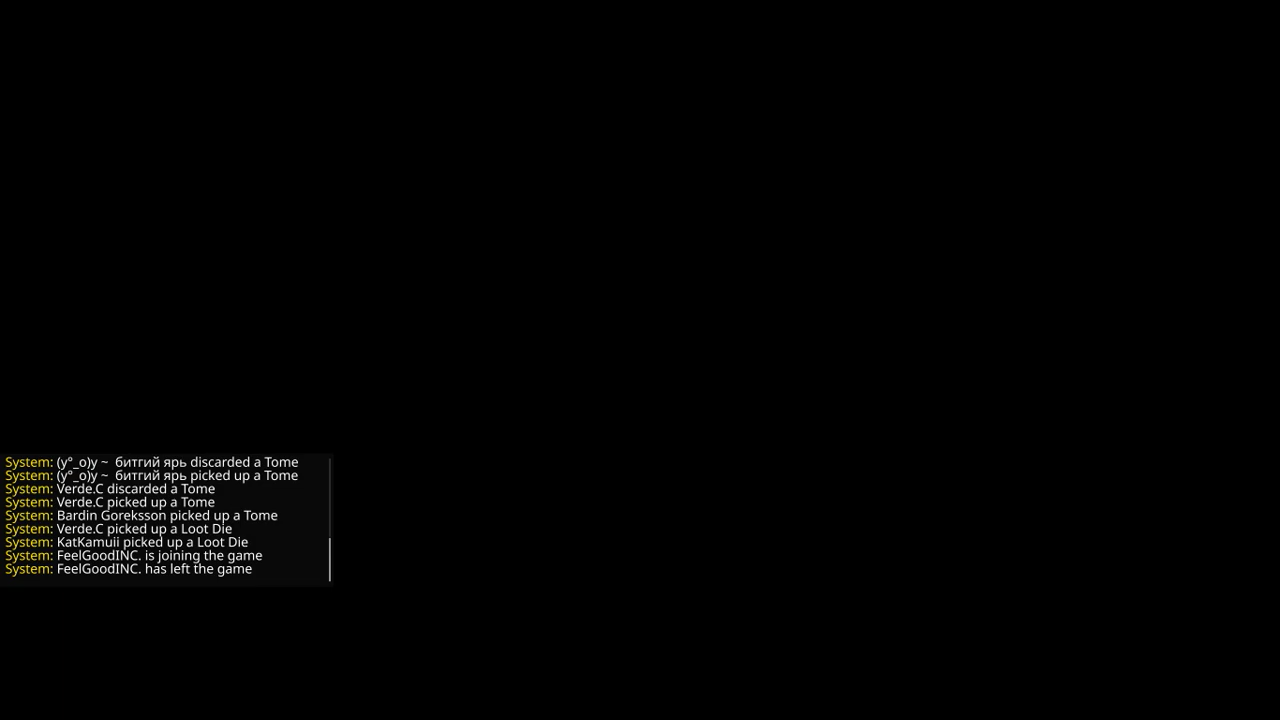 System: (y°_o)y ~  битгий ярь discarded a Tome
System: (y°_o)y ~  битгий ярь picked up a Tome
System: Verde.C discarded a Tome
System: Verde.C picked up a Tome
System: Bardin Goreksson picked up a Tome
System: Verde.C picked up a Loot Die
System: KatKamuii picked up a Loot Die
System: FeelGoodINC. is joining the game
System: FeelGoodINC. has left the game